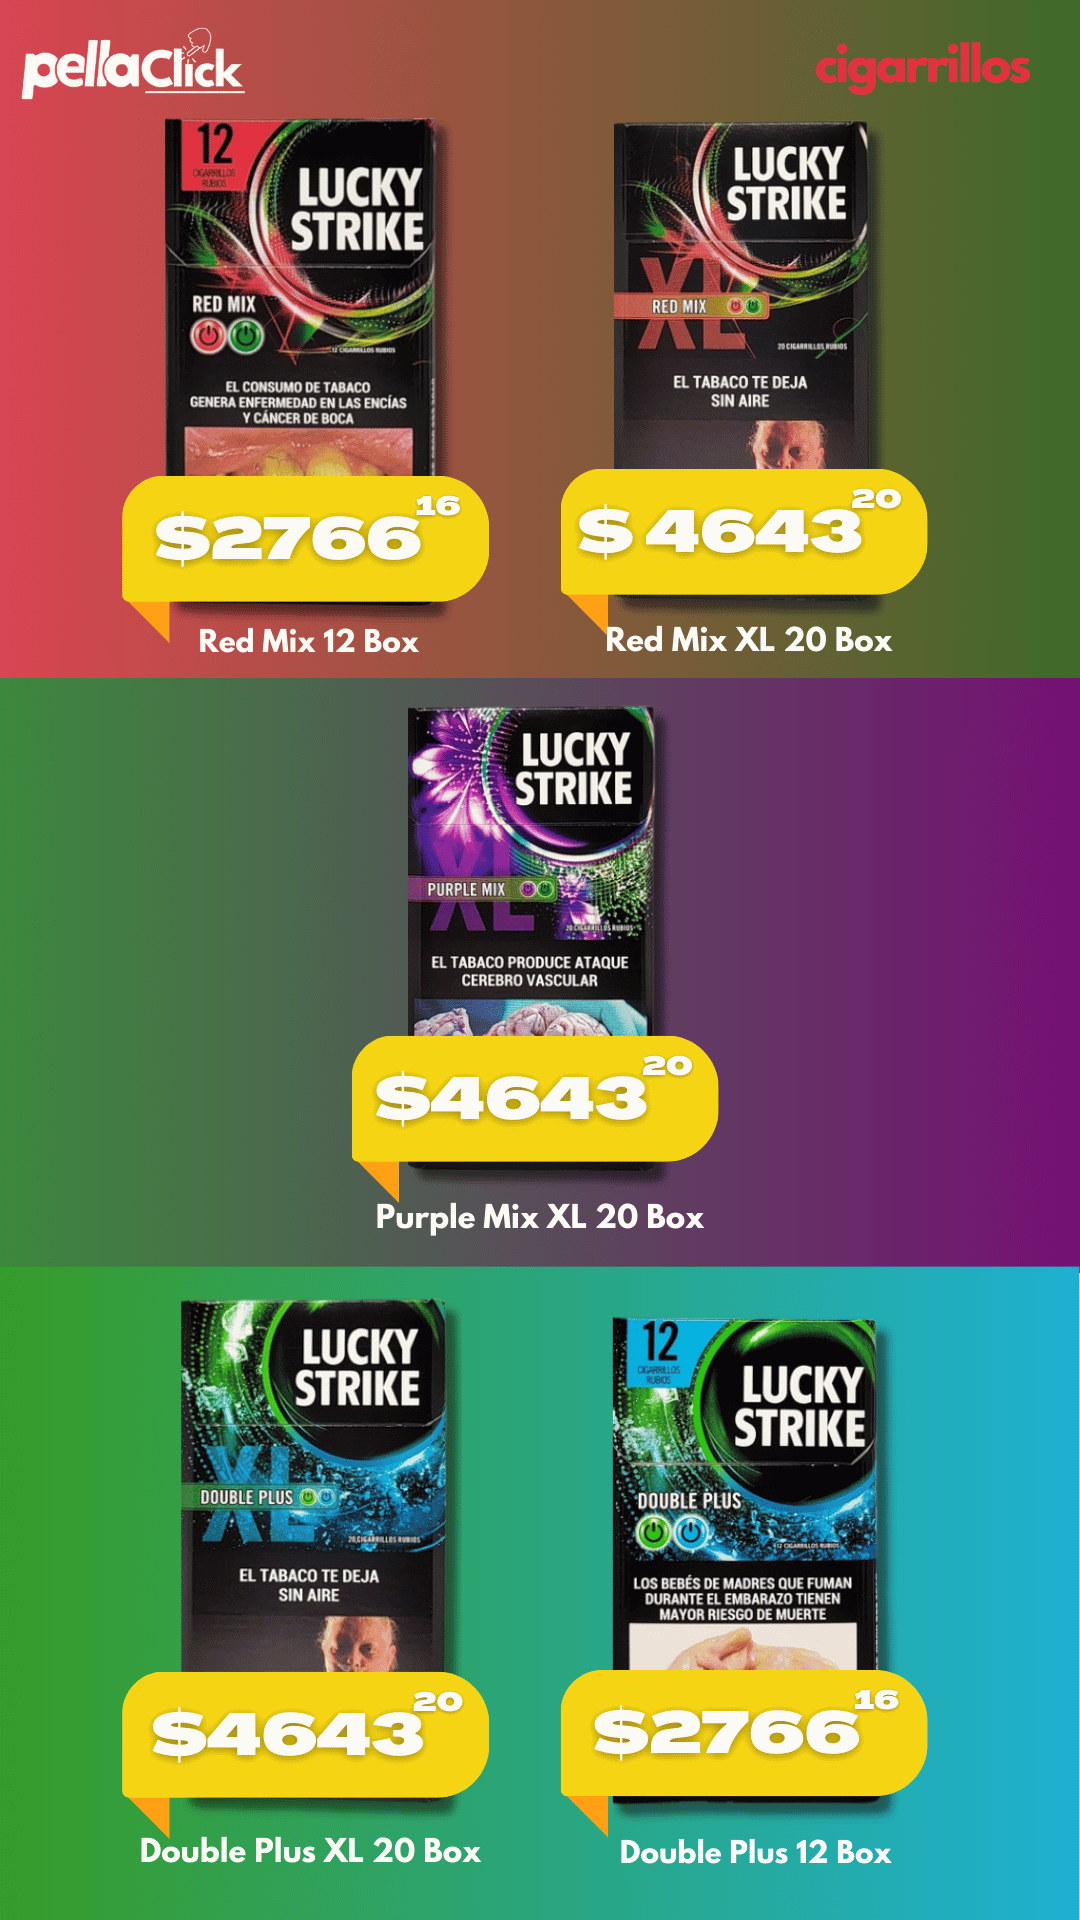 pellaClick
cigarrillos
12
CIGARRILLOS
RUBIOS
LUCKY
STRIKE
RED MIX
12 CIGARRILLOS RUBIOS
EL CONSUMO DE TABACO
GENERA ENFERMEDAD EN LAS ENCÍAS
Y CÁNCER DE BOCA
$2766 16
Red Mix 12 Box
LUCKY
STRIKE
XL
RED MIX
20 CIGARRILLOS RUBIOS
EL TABACO TE DEJA
SIN AIRE
$ 4643 20
Red Mix XL 20 Box
LUCKY
STRIKE
XL
PURPLE MIX
20 CIGARRILLOS RUBIOS
EL TABACO PRODUCE ATAQUE
CEREBRO VASCULAR
$4643 20
Purple Mix XL 20 Box
LUCKY
STRIKE
XL
DOUBLE PLUS
20 CIGARRILLOS RUBIOS
EL TABACO TE DEJA
SIN AIRE
$4643 20
Double Plus XL 20 Box
12
CIGARRILLOS
RUBIOS
LUCKY
STRIKE
DOUBLE PLUS
12 CIGARRILLOS RUBIOS
LOS BEBÉS DE MADRES QUE FUMAN
DURANTE EL EMBARAZO TIENEN
MAYOR RIESGO DE MUERTE
$2766 16
Double Plus 12 Box